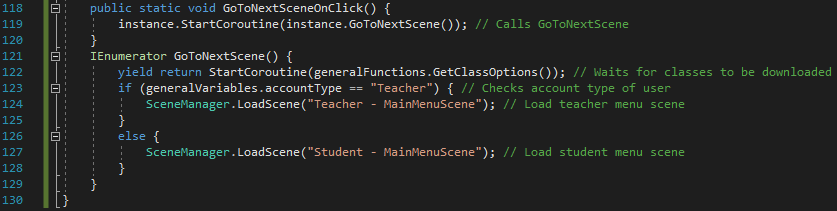 118 public static void GoToNextSceneOnClick() {
119 instance.StartCoroutine(instance.GoToNextScene()); // Calls GoToNextScene
120 }
121 IEnumerator GoToNextScene() {
122 yield return StartCoroutine(generalFunctions.GetClassOptions()); // Waits for classes to be downloaded
123 if (generalVariables.accountType == "Teacher") { // Checks account type of user
124 SceneManager.LoadScene("Teacher - MainMenuScene"); // Load teacher menu scene
125 }
126 else {
127 SceneManager.LoadScene("Student - MainMenuScene"); // Load student menu scene
128 }
129 }
130 }